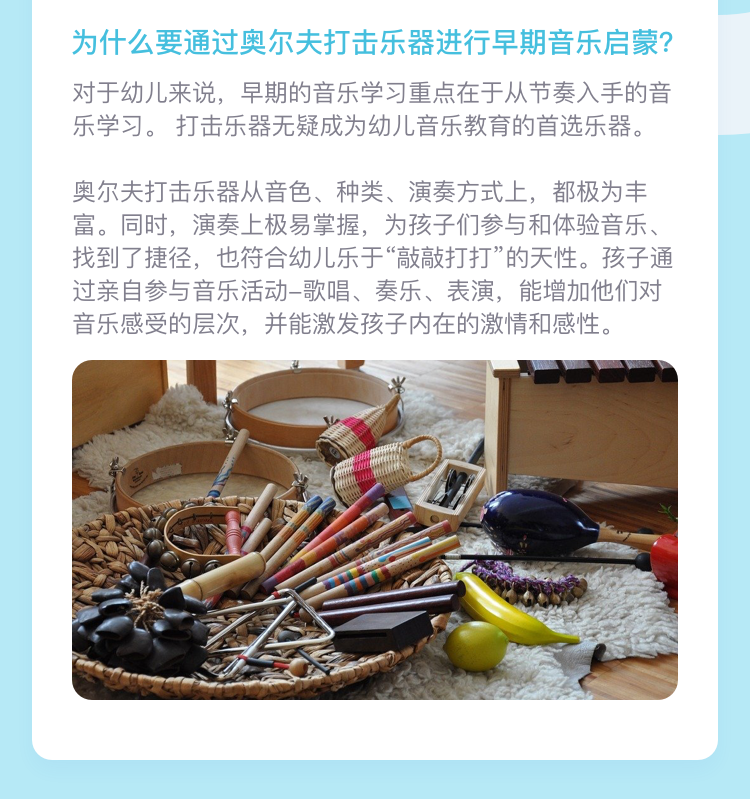 为什么要通过奥尔夫打击乐器进行早期音乐启蒙？
对于幼儿来说，早期的音乐学习重点在于从节奏入手的音
乐学习。 打击乐器无疑成为幼儿音乐教育的首选乐器。
奥尔夫打击乐器从音色、种类、演奏方式上，都极为丰
富。同时，演奏上极易掌握，为孩子们参与和体验音乐、
找到了捷径，也符合幼儿乐于“敲敲打打”的天性。孩子通
过亲自参与音乐活动–歌唱、奏乐、表演，能增加他们对
音乐感受的层次，并能激发孩子内在的激情和感性。